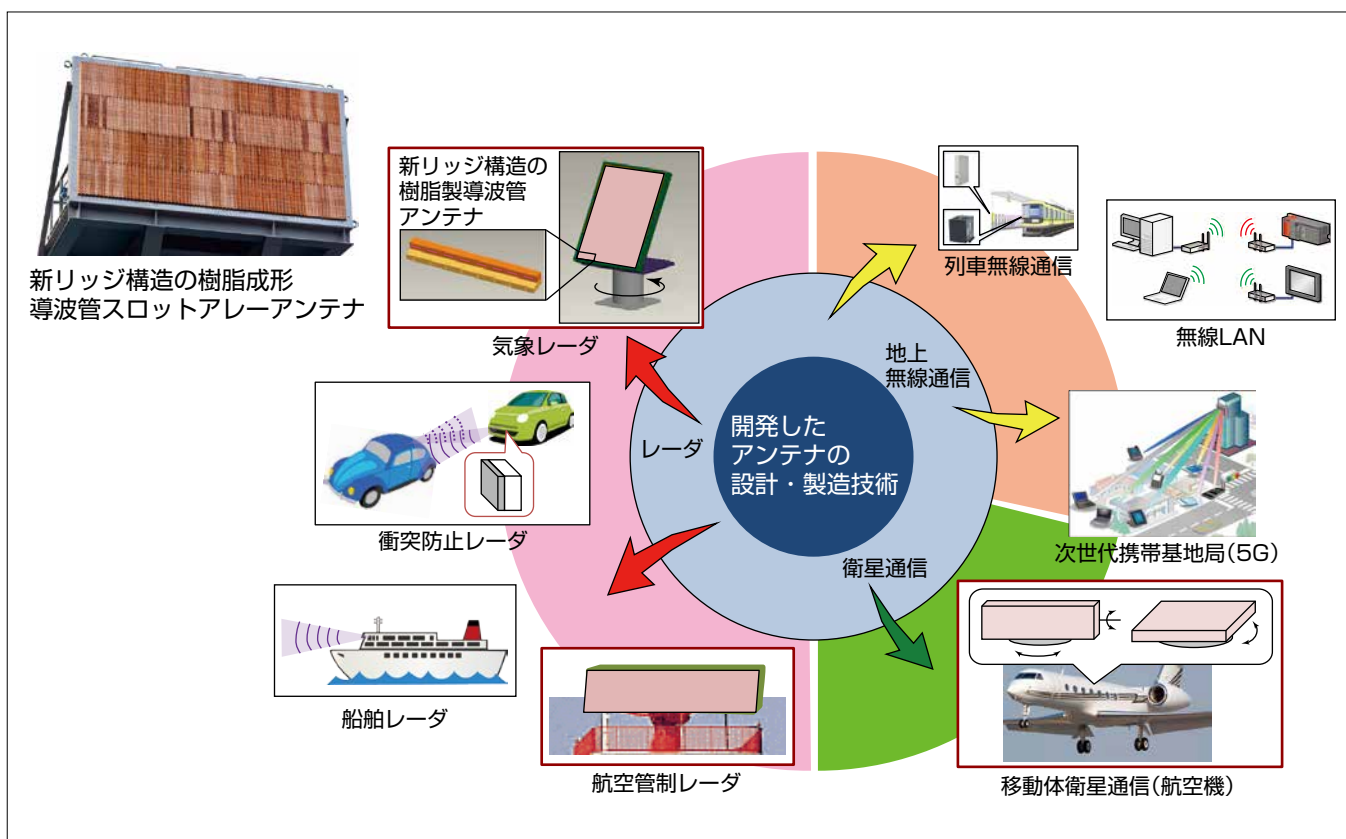 新リッジ構造の樹脂成形
導波管スロットアレーアンテナ
新リッジ構造の
樹脂製導波管
アンテナ
気象レーダ
列車無線通信
無線LAN
地上
無線通信
レーダ
開発した
アンテナの
設計・製造技術
衝突防止レーダ
次世代携帯基地局(5G)
衛星通信
船舶レーダ
航空管制レーダ
移動体衛星通信(航空機)